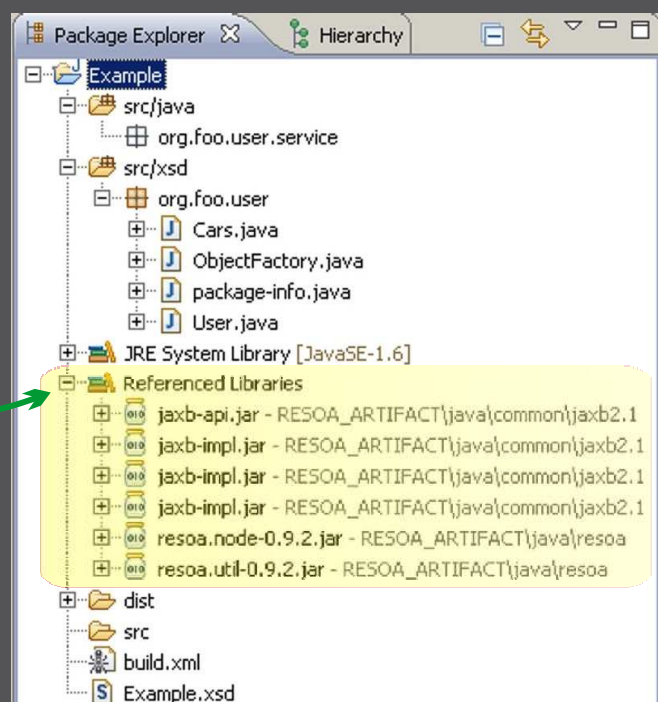 Package Explorer Hierarchy
Example
src/java
org.foo.user.service
src/xsd
org.foo.user
Cars.java
ObjectFactory.java
package-info.java
User.java
JRE System Library [JavaSE-1.6]
Referenced Libraries
jaxb-api.jar - RESOA_ARTIFACT\java\common\jaxb2.1
jaxb-impl.jar - RESOA_ARTIFACT\java\common\jaxb2.1
jaxb-impl.jar - RESOA_ARTIFACT\java\common\jaxb2.1
jaxb-impl.jar - RESOA_ARTIFACT\java\common\jaxb2.1
resoa.node-0.9.2.jar - RESOA_ARTIFACT\java\resoa
resoa.util-0.9.2.jar - RESOA_ARTIFACT\java\resoa
dist
src
build.xml
Example.xsd